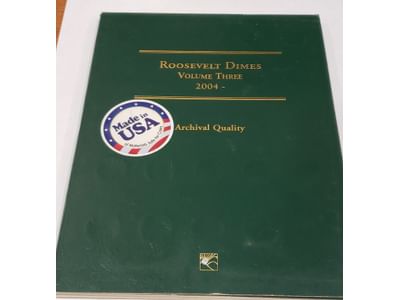 ROOSEVELT DIMES
VOLUME THREE
2004 -
Made in
USA
Archival Quality